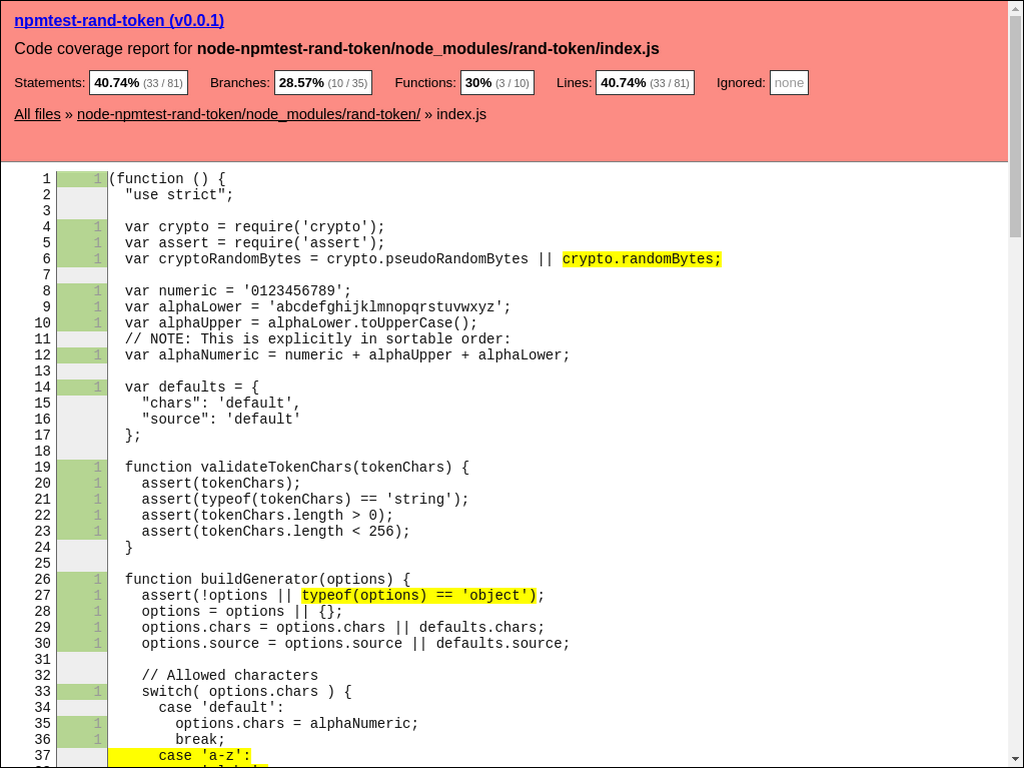 npmtest-rand-token (v0.0.1)
Code coverage report for node-npmtest-rand-token/node_modules/rand-token/index.js
Statements: 40.74% (33 / 81) Branches: 28.57% (10 / 35) Functions: 30% (3 / 10) Lines: 40.74% (33 / 81) Ignored: none
All files » node-npmtest-rand-token/node_modules/rand-token/ » index.js
1 1 (function () {
2 "use strict";
3
4 1 var crypto = require('crypto');
5 1 var assert = require('assert');
6 1 var cryptoRandomBytes = crypto.pseudoRandomBytes || crypto.randomBytes;
7
8 1 var numeric = '0123456789';
9 1 var alphaLower = 'abcdefghijklmnopqrstuvwxyz';
10 1 var alphaUpper = alphaLower.toUpperCase();
11 // NOTE: This is explicitly in sortable order:
12 1 var alphaNumeric = numeric + alphaUpper + alphaLower;
13
14 1 var defaults = {
15 "chars": 'default',
16 "source": 'default'
17 };
18
19 1 function validateTokenChars(tokenChars) {
20 1 assert(tokenChars);
21 1 assert(typeof(tokenChars) == 'string');
22 1 assert(tokenChars.length > 0);
23 1 assert(tokenChars.length < 256);
24 }
25
26 1 function buildGenerator(options) {
27 1 assert(!options || typeof(options) == 'object');
28 1 options = options || {};
29 1 options.chars = options.chars || defaults.chars;
30 1 options.source = options.source || defaults.source;
31
32 // Allowed characters
33 1 switch( options.chars ) {
34 case 'default':
35 1 options.chars = alphaNumeric;
36 1 break;
37 case 'a-z':